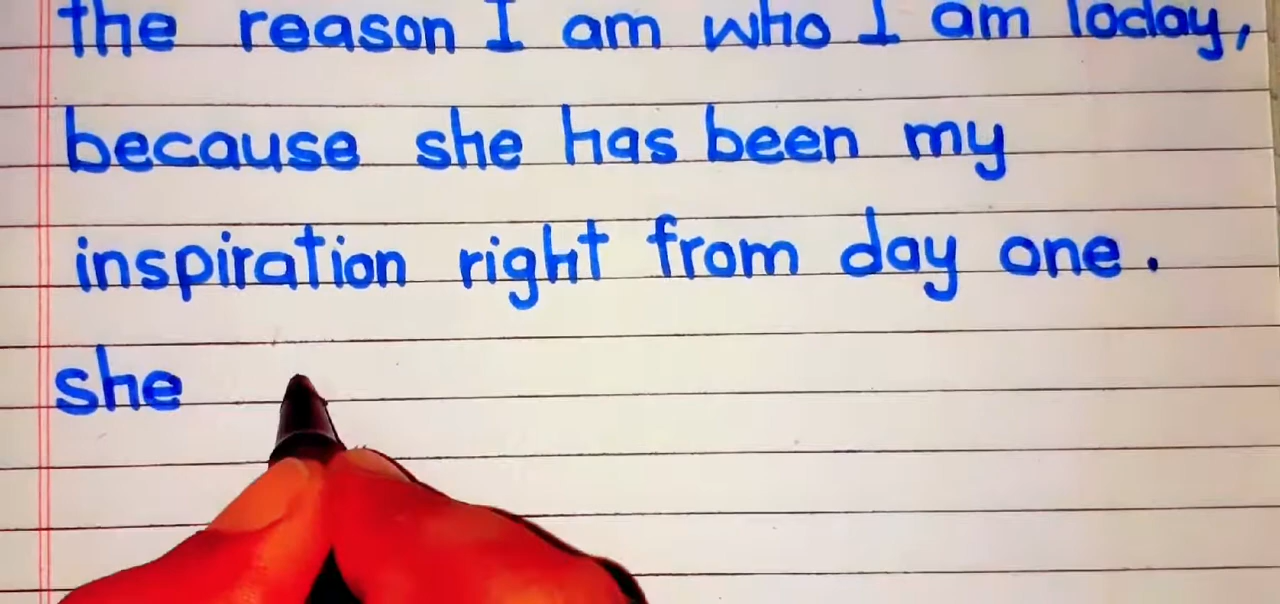 the reason I am who I am today,
because she has been my
inspiration right from day one.
she